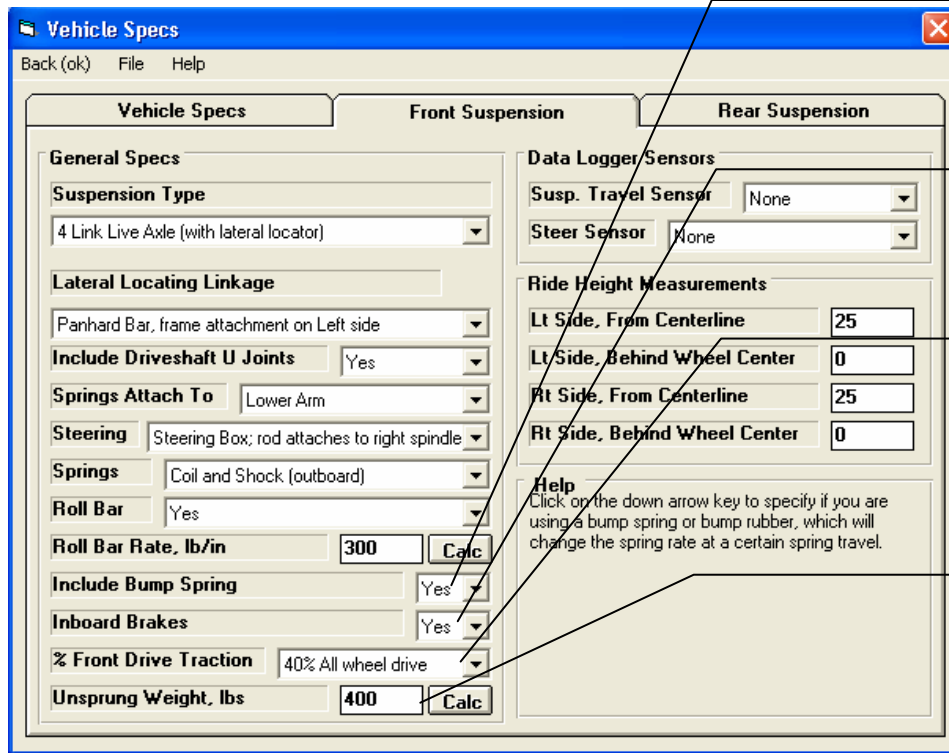 Vehicle Specs
Back (ok) File Help
Vehicle Specs Front Suspension Rear Suspension
General Specs
Suspension Type
4 Link Live Axle (with lateral locator)
Lateral Locating Linkage
Panhard Bar, frame attachment on Left side
Include Driveshaft U Joints Yes
Springs Attach To Lower Arm
Steering Steering Box; rod attaches to right spindle
Springs Coil and Shock (outboard)
Roll Bar Yes
Roll Bar Rate, lb/in 300 Calc
Include Bump Spring Yes
Inboard Brakes Yes
% Front Drive Traction 40% All wheel drive
Unsprung Weight, lbs 400 Calc
Data Logger Sensors
Susp. Travel Sensor None
Steer Sensor None
Ride Height Measurements
Lt Side, From Centerline 25
Lt Side, Behind Wheel Center 0
Rt Side, From Centerline 25
Rt Side, Behind Wheel Center 0
Help
Click on the down arrow key to specify if you are
using a bump spring or bump rubber, which will
change the spring rate at a certain spring travel.